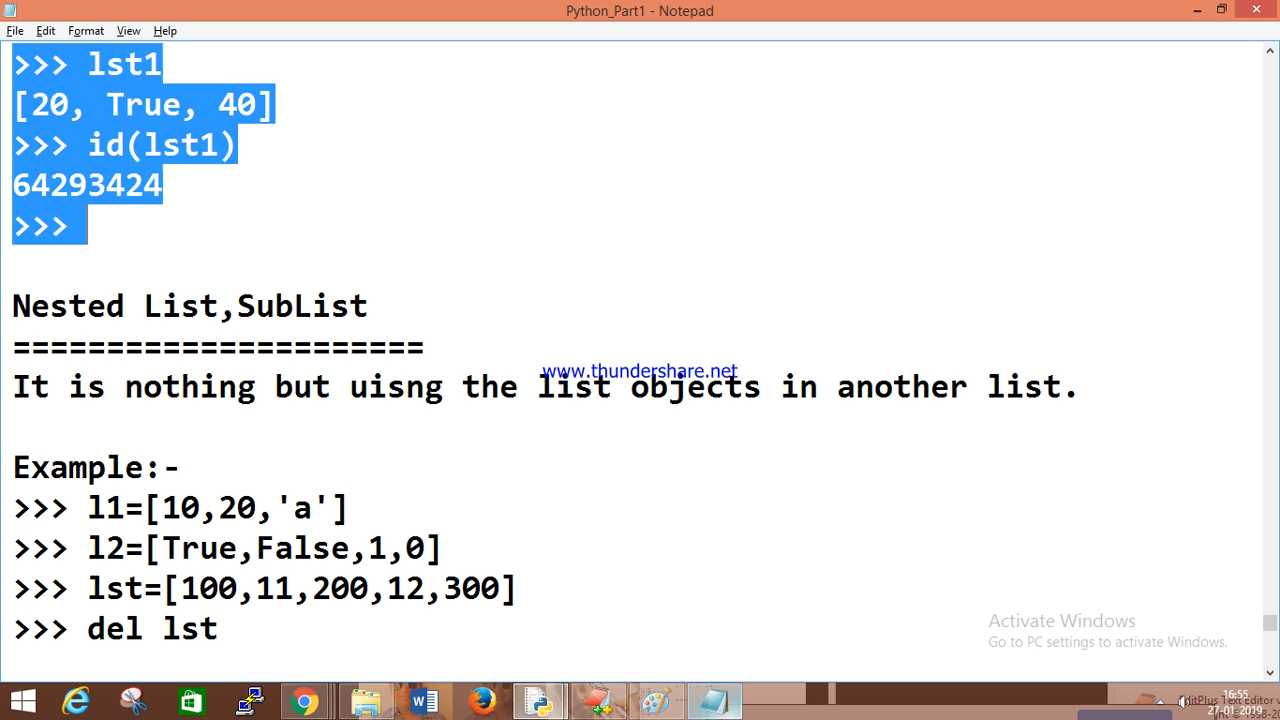 Python_Part1 - Notepad
File Edit Format View Help
>>> lst1
[20, True, 40]
>>> id(lst1)
64293424
>>>
Nested List,SubList
======================
www.thundershare.net
It is nothing but uisng the list objects in another list.
Example:-
>>> l1=[10,20,'a']
>>> l2=[True,False,1,0]
>>> lst=[100,l1,200,l2,300]
>>> del lst
Activate Windows
Go to PC settings to activate Windows.
16:55
27-01-2019